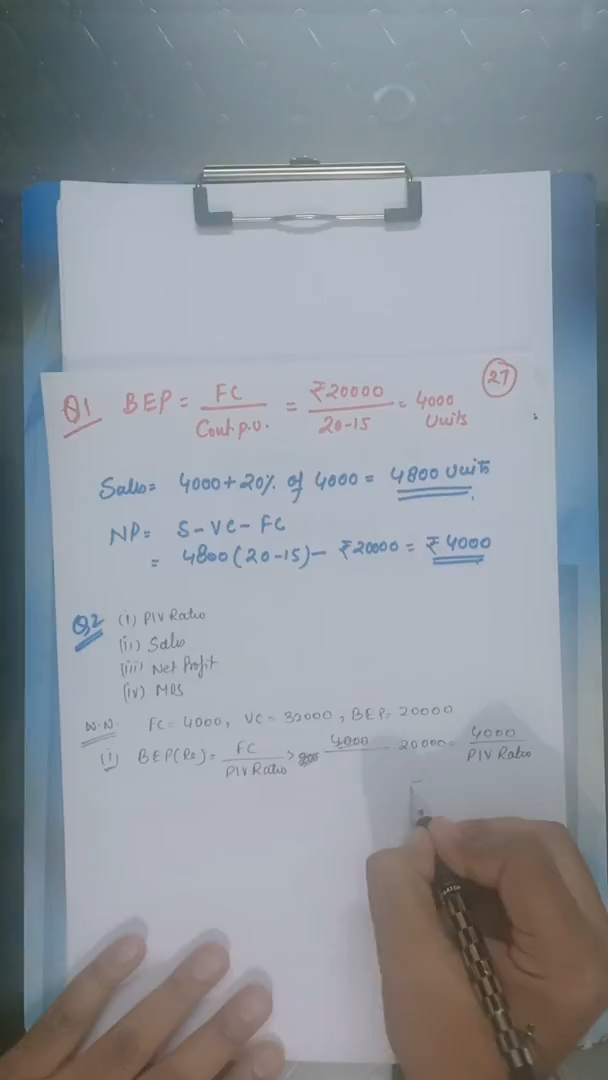 27
Q1 BEP = FC / Cont.p.u. = ₹20000 / 20-15 = 4000 Units
Sales= 4000+20% of 4000 = 4800 Units
NP= S-VC-FC
= 4800(20-15)- ₹20000 = ₹4000
Q2 (i) P/V Ratio
(ii) Sales
(iii) Net Profit
(iv) MOS
W.N. FC=4000, VC=32000, BEP=20000
(i) BEP(Rs)= FC / P/V Ratio > 4000 20000= 4000 / P/V Ratio